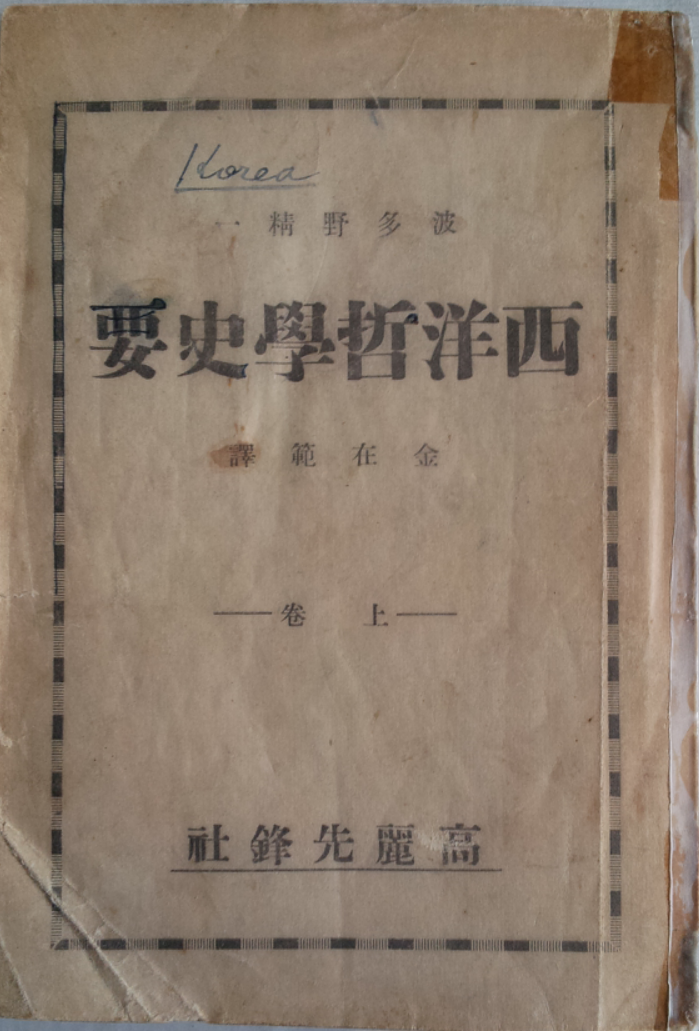 Korea
波多野精一
西洋哲學史要
金在範譯
上卷
高麗先鋒社